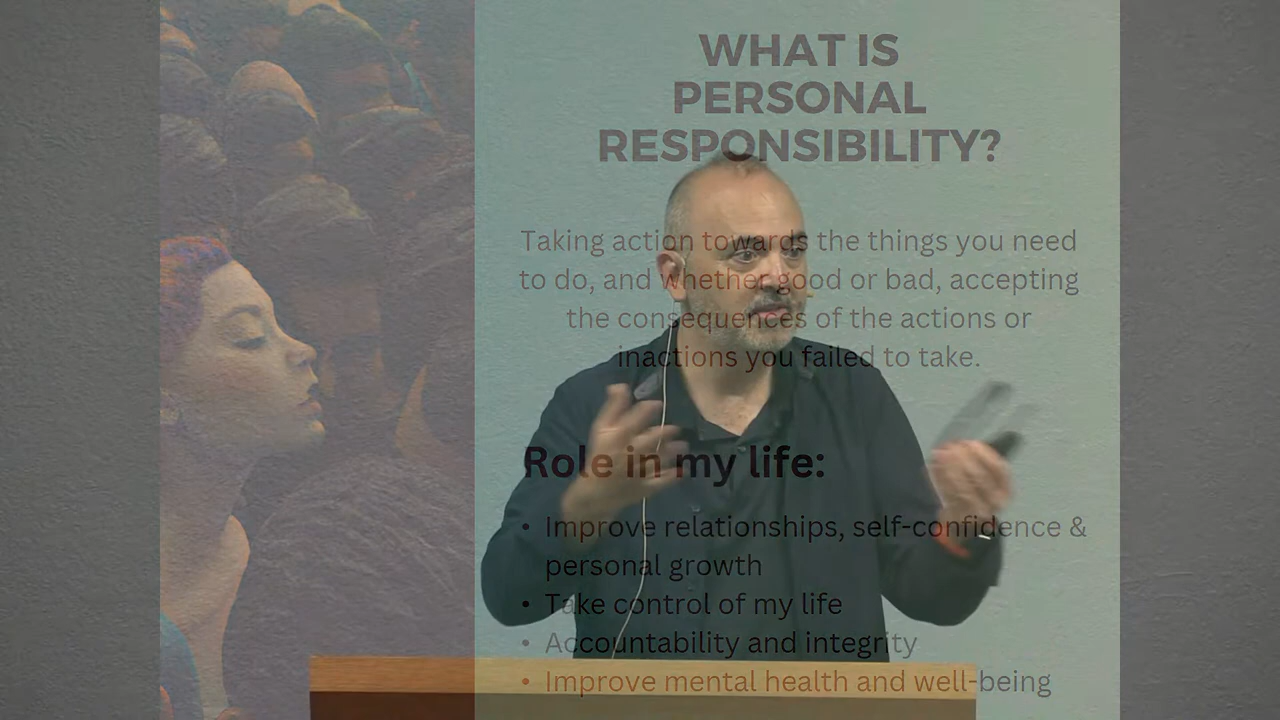 WHAT IS
PERSONAL
RESPONSIBILITY?
Taking action towards the things you need
to do, and whether good or bad, accepting
the consequences of the actions or
inactions you failed to take.
Role in my life:
• Improve relationships, self-confidence &
personal growth
• Take control of my life
• Accountability and integrity
• Improve mental health and well-being